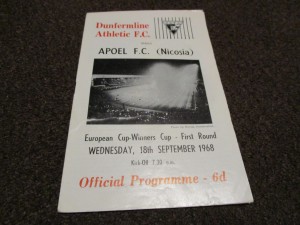 Dunfermline
Athletic F.C.
APOEL F.C. (Nicosia)
European Cup-Winners Cup - First Round
WEDNESDAY, 18th SEPTEMBER 1968
Kick-Off 7.30 p.m.
Official Programme - 6d